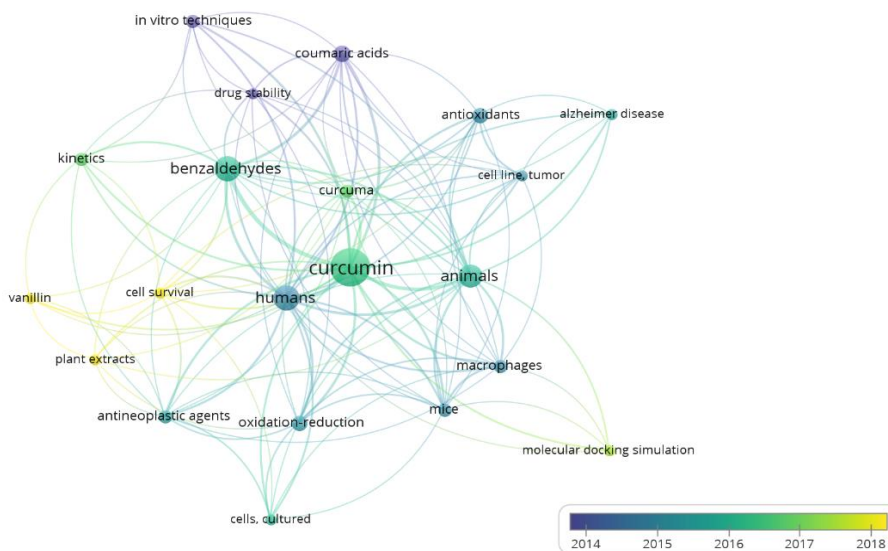 in vitro techniques
coumaric acids
drug stability
antioxidants
alzheimer disease
kinetics
benzaldehydes
cell line, tumor
curcuma
curcumin
animals
vanillin
cell survival
humans
plant extracts
macrophages
antineoplastic agents
oxidation-reduction
mice
molecular docking simulation
cells, cultured
2014 2015 2016 2017 2018